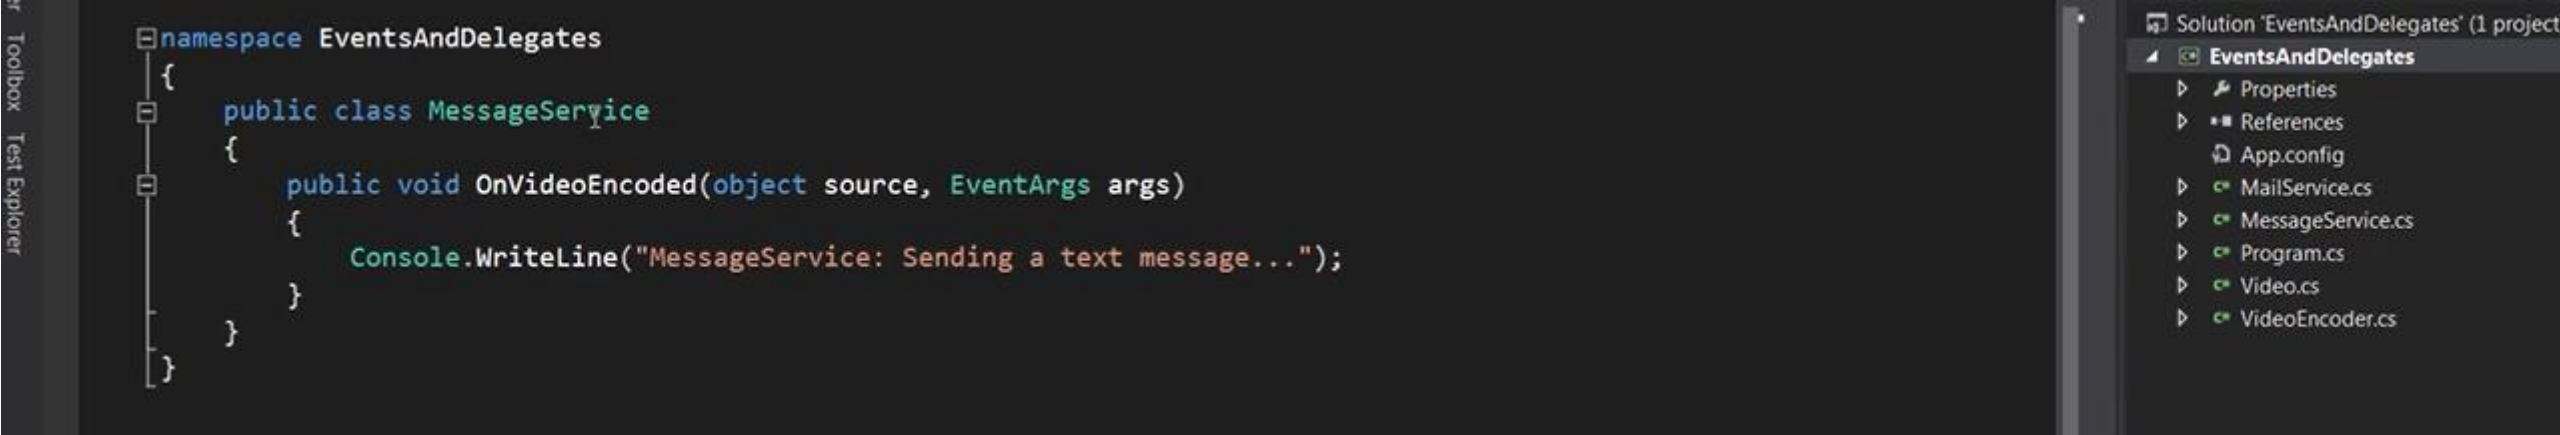 Toolbox
Test Explorer
namespace EventsAndDelegates
{
public class MessageService
{
public void OnVideoEncoded(object source, EventArgs args)
{
Console.WriteLine("MessageService: Sending a text message...");
}
}
}
Solution 'EventsAndDelegates' (1 project
EventsAndDelegates
Properties
References
App.config
MailService.cs
MessageService.cs
Program.cs
Video.cs
VideoEncoder.cs